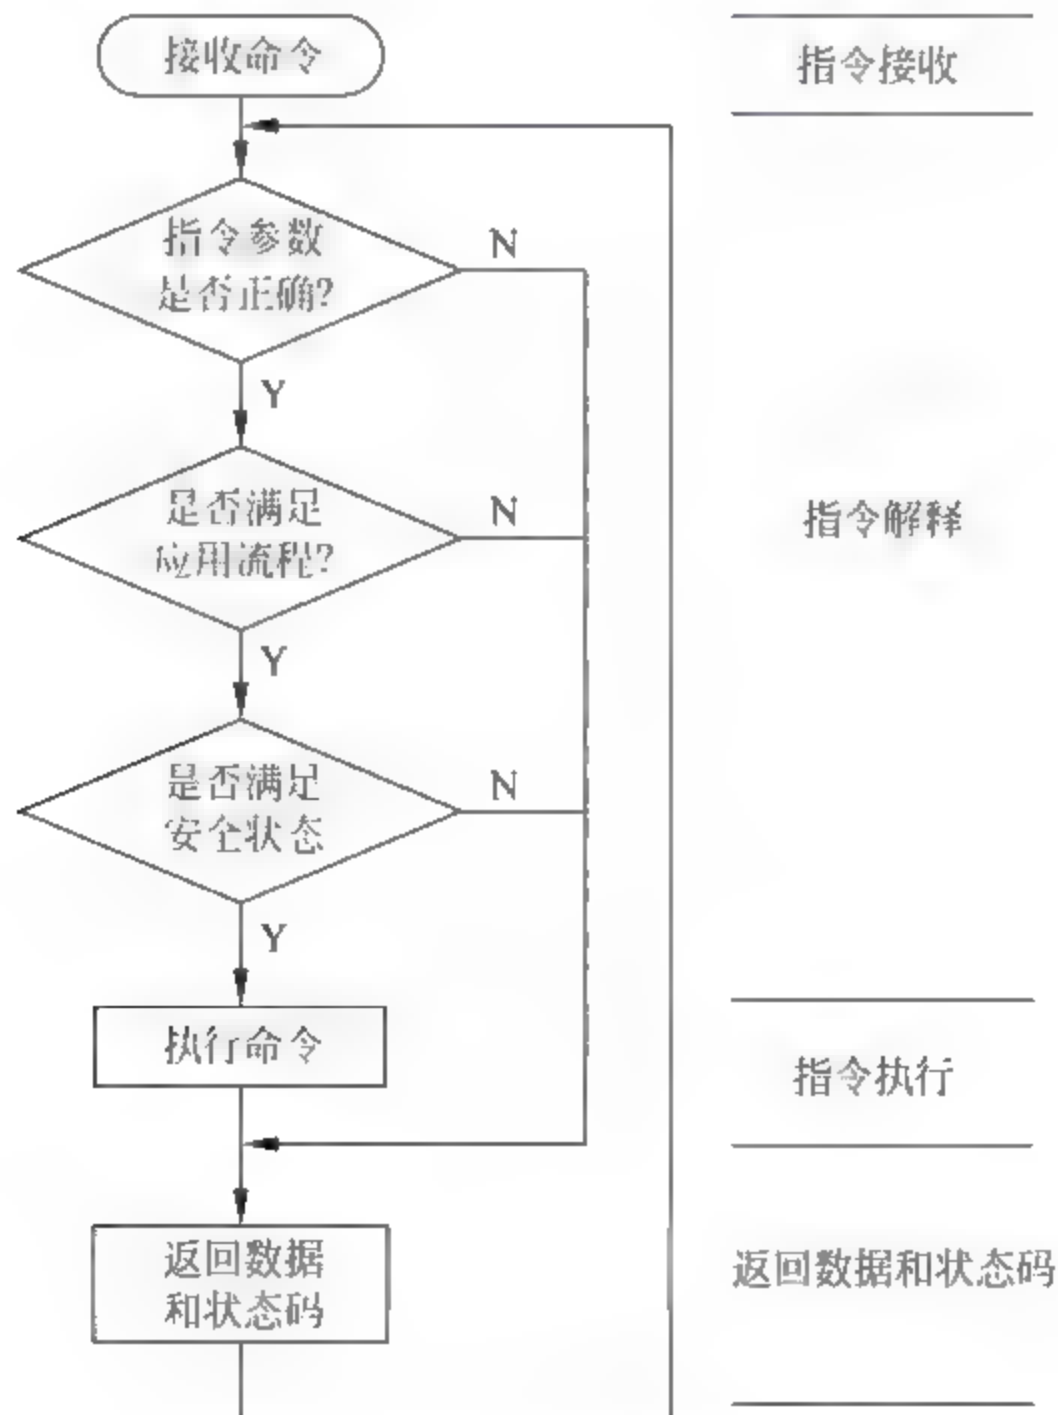 接收命令
指令接收
指令参数
是否正确?
N
Y
是否满足
应用流程?
N
指令解释
Y
是否满足
安全状态
N
Y
执行命令
指令执行
返回数据
和状态码
返回数据和状态码